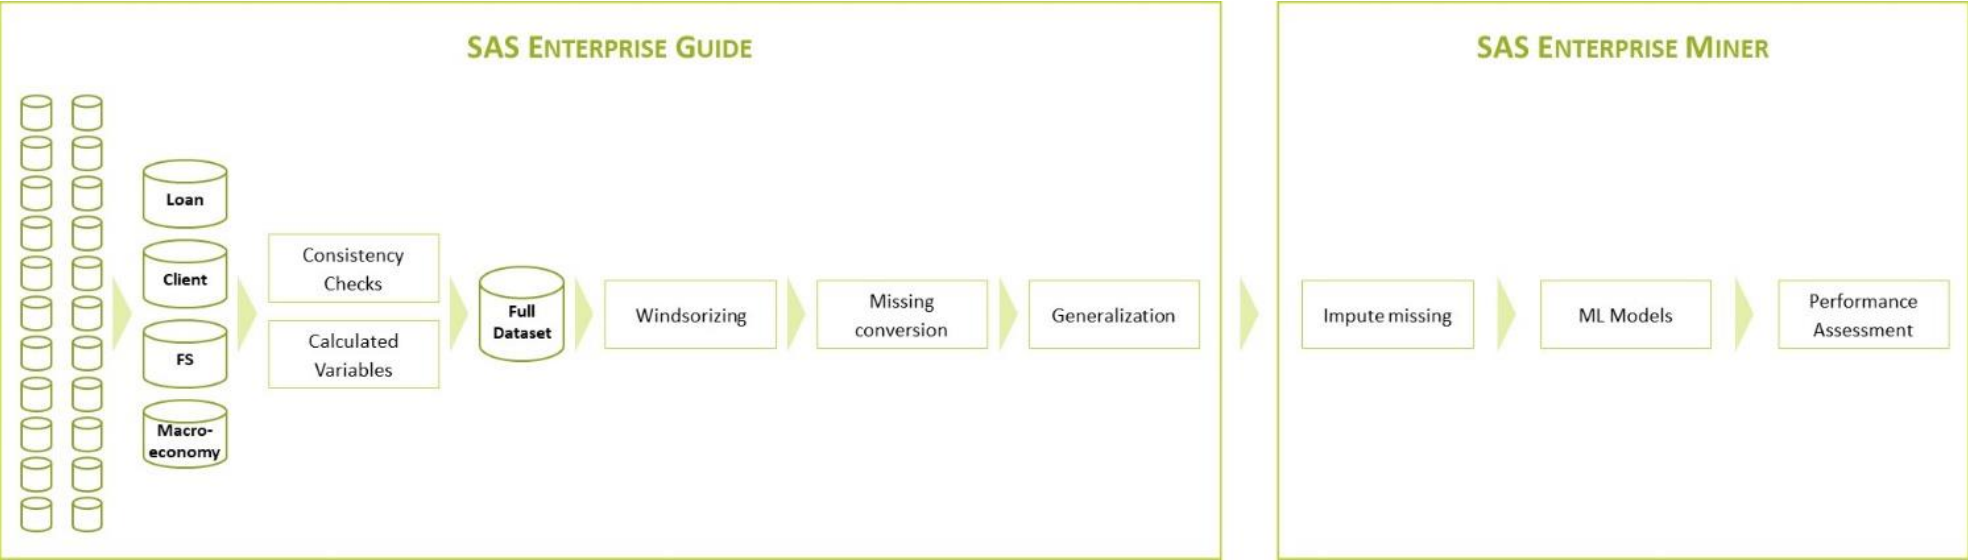 SAS ENTERPRISE GUIDE
SAS ENTERPRISE MINER
Loan
Client
FS
Macro-
economy
Consistency
Checks
Calculated
Variables
Full
Dataset
Windsorizing
Missing
conversion
Generalization
Impute missing
ML Models
Performance
Assessment